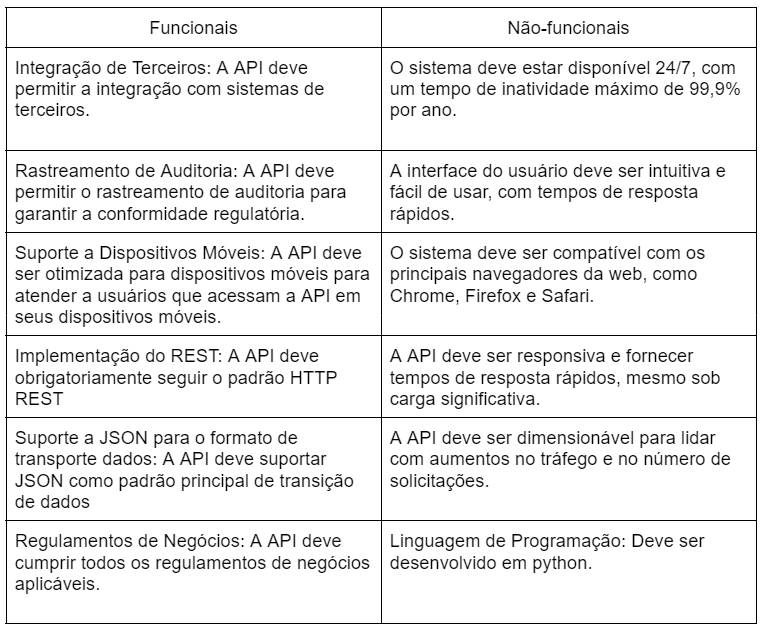 Funcionais
Não-funcionais
Integração de Terceiros: A API deve
permitir a integração com sistemas de
terceiros.
O sistema deve estar disponível 24/7, com
um tempo de inatividade máximo de 99,9%
por ano.
Rastreamento de Auditoria: A API deve
permitir o rastreamento de auditoria para
garantir a conformidade regulatória.
A interface do usuário deve ser intuitiva e
fácil de usar, com tempos de resposta
rápidos.
Suporte a Dispositivos Móveis: A API deve
ser otimizada para dispositivos móveis para
atender a usuários que acessam a API em
seus dispositivos móveis.
O sistema deve ser compatível com os
principais navegadores da web, como
Chrome, Firefox e Safari.
Implementação do REST: A API deve
obrigatoriamente seguir o padrão HTTP
REST
A API deve ser responsiva e fornecer
tempos de resposta rápidos, mesmo sob
carga significativa.
Suporte a JSON para o formato de
transporte dados: A API deve suportar
JSON como padrão principal de transição
de dados
A API deve ser dimensionável para lidar
com aumentos no tráfego e no número de
solicitações.
Regulamentos de Negócios: A API deve
cumprir todos os regulamentos de negócios
aplicáveis.
Linguagem de Programação: Deve ser
desenvolvido em python.